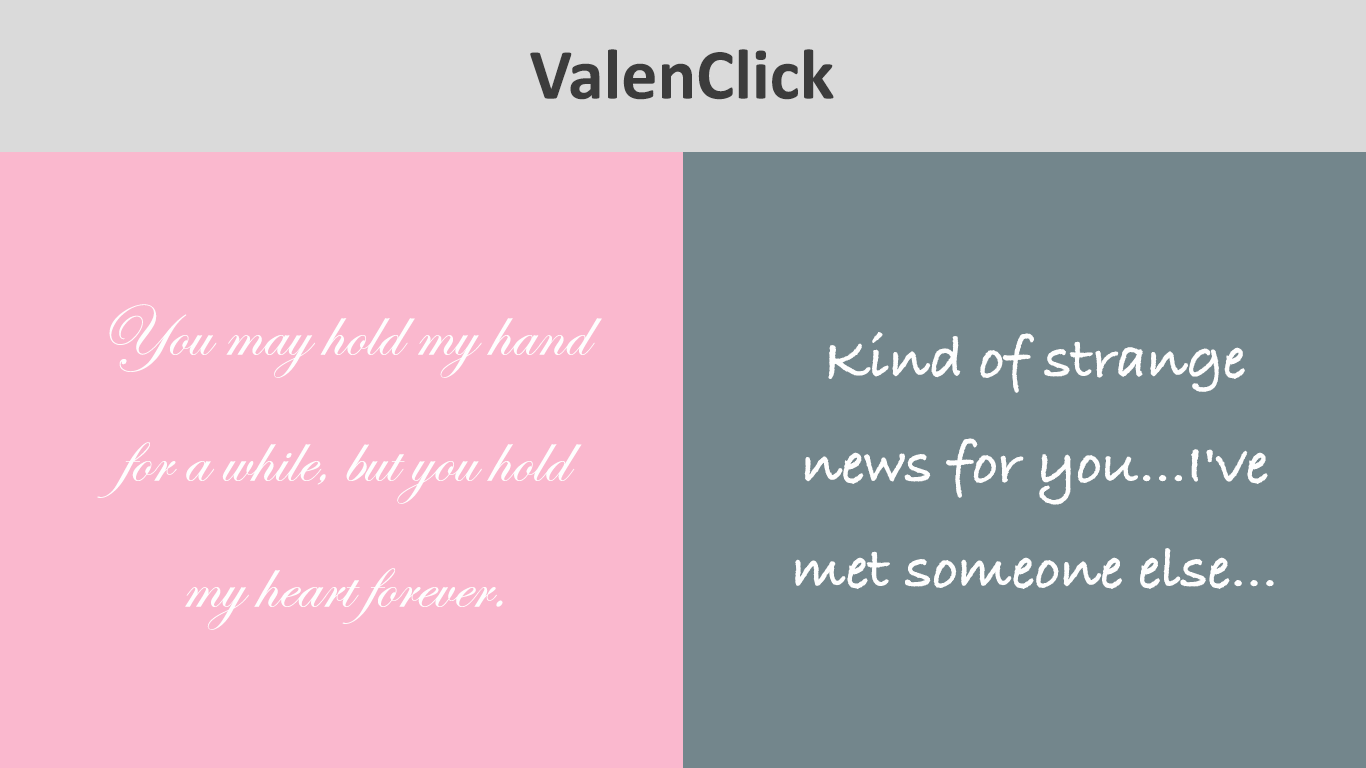 ValenClick
You may hold my hand
for a while, but you hold
my heart forever.
Kind of strange
news for you...I've
met someone else...